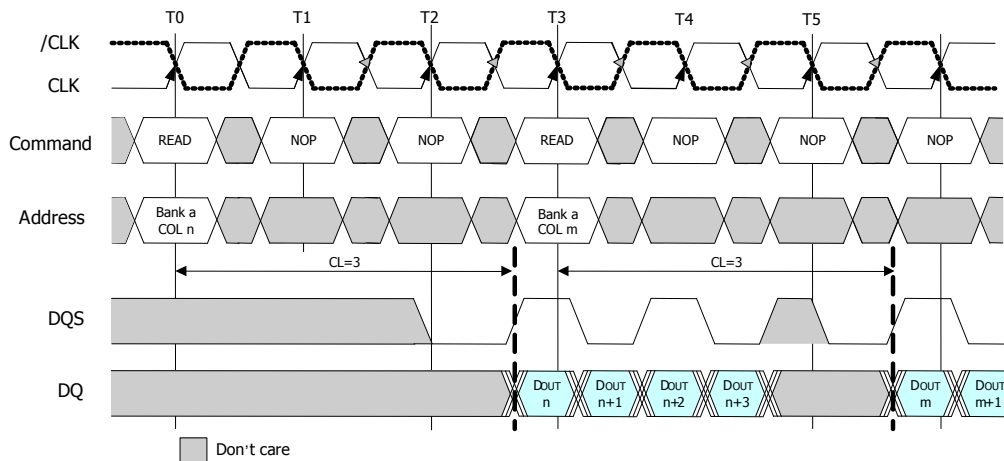 T0 T1 T2 T3 T4 T5
/CLK
CLK
Command READ NOP NOP READ NOP NOP NOP
Address Bank a COL n Bank a COL m
CL=3 CL=3
DQS
DQ DOUT n DOUT n+1 DOUT n+2 DOUT n+3 DOUT m DOUT m+1
Don't care